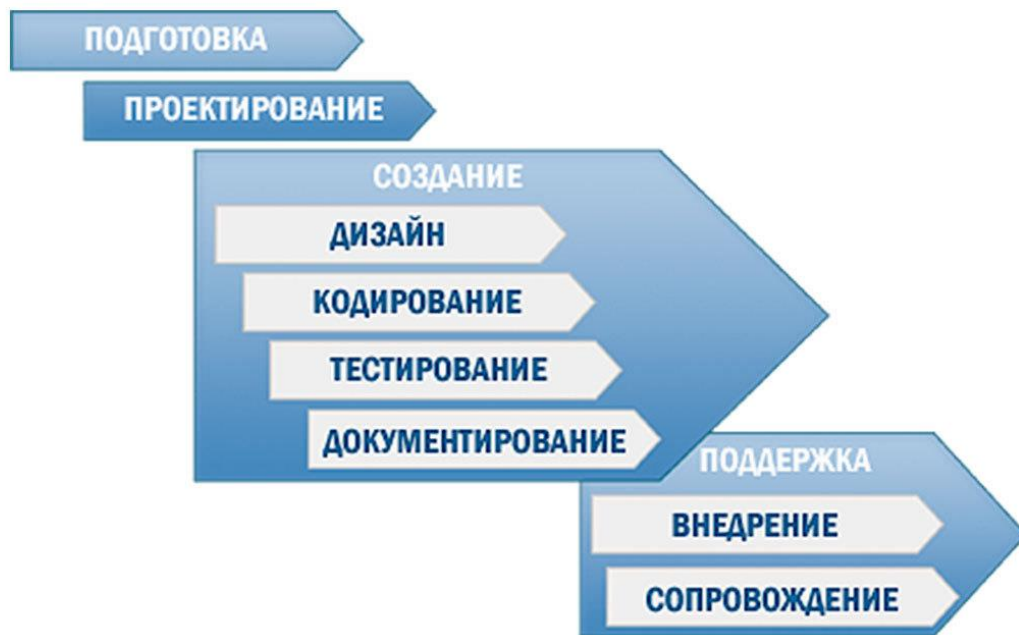 ПОДГОТОВКА
ПРОЕКТИРОВАНИЕ
СОЗДАНИЕ
ДИЗАЙН
КОДИРОВАНИЕ
ТЕСТИРОВАНИЕ
ДОКУМЕНТИРОВАНИЕ
ПОДДЕРЖКА
ВНЕДРЕНИЕ
СОПРОВОЖДЕНИЕ